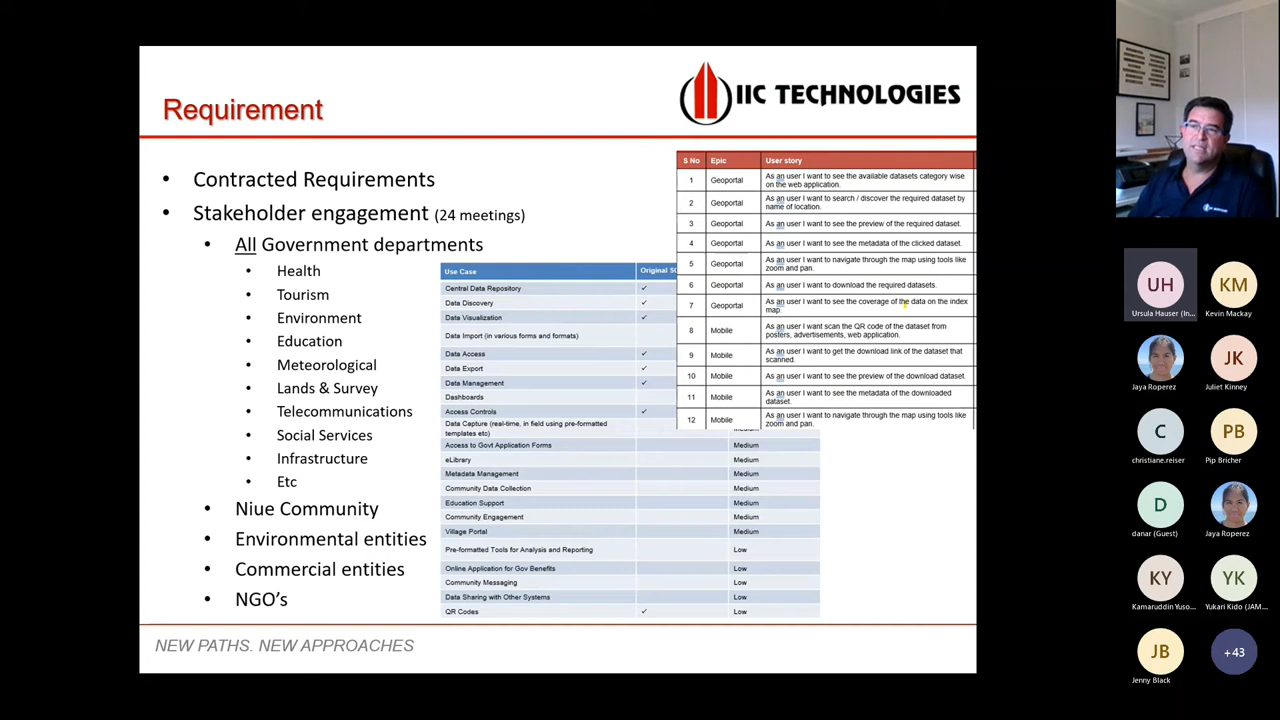 Requirement
IIC TECHNOLOGIES
• Contracted Requirements
• Stakeholder engagement (24 meetings)
• All Government departments
• Health
• Tourism
• Environment
• Education
• Meteorological
• Lands & Survey
• Telecommunications
• Social Services
• Infrastructure
• Etc
• Niue Community
• Environmental entities
• Commercial entities
• NGO's
Use Case Original
Central Data Repository ✓
Data Discovery ✓
Data Visualization ✓
Data Import (in various forms and formats)
Data Access ✓
Data Export ✓
Data Management ✓
Dashboards
Access Controls ✓
Data Capture (real-time, in field using pre-formatted
templates etc)
Access to Govt Application Forms Medium
eLibrary Medium
Metadata Management Medium
Community Data Collection Medium
Education Support Medium
Community Engagement Medium
Village Portal Medium
Pre-formatted Tools for Analysis and Reporting Low
Online Application for Gov Benefits Low
Community Messaging Low
Data Sharing with Other Systems Low
QR Codes ✓ Low
S No Epic User story
1 Geoportal As an user I want to see the available datasets category wise
on the web application.
2 Geoportal As an user I want to search / discover the required dataset by
name of location.
3 Geoportal As an user I want to see the preview of the required dataset.
4 Geoportal As an user I want to see the metadata of the clicked dataset.
5 Geoportal As an user I want to navigate through the map using tools like
zoom and pan.
6 Geoportal As an user I want to download the required datasets.
7 Geoportal As an user I want to see the coverage of the data on the index
map.
8 Mobile As an user I want scan the QR code of the dataset from
posters, advertisements, web application.
9 Mobile As an user I want to get the download link of the dataset that
scanned.
10 Mobile As an user I want to see the preview of the download dataset.
11 Mobile As an user I want to see the metadata of the downloaded
dataset.
12 Mobile As an user I want to navigate through the map using tools like
zoom and pan.
NEW PATHS. NEW APPROACHES
UH
Ursula Hauser (In...
KM
Kevin Mackay
Jaya Roperez
JK
Juliet Kinney
C
christiane.reiser
PB
Pip Bricher
D
danar (Guest)
Jaya Roperez
KY
Kamaruddin Yuso...
YK
Yukari Kido (JAM...
JB
Jenny Black
+43